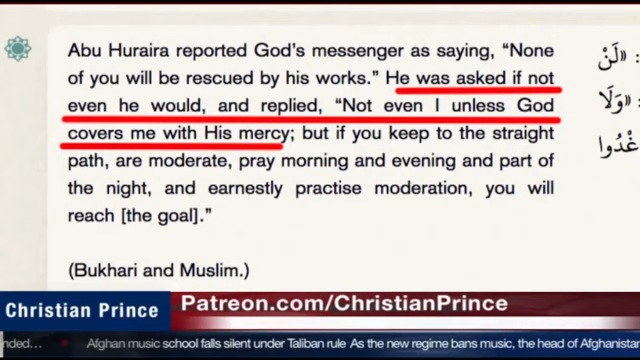 Abu Huraira reported God's messenger as saying, "None
of you will be rescued by his works." He was asked if not
even he would, and replied, "Not even I unless God
covers me with His mercy; but if you keep to the straight
path, are moderate, pray morning and evening and part of
the night, and earnestly practise moderation, you will
reach [the goal]."
(Bukhari and Muslim.)
: «لَنْ
وَلَا
غْدُوا
Christian Prince
Patreon.com/ChristianPrince
nded... Afghan music school falls silent under Taliban rule As the new regime bans music, the head of Afghanistan